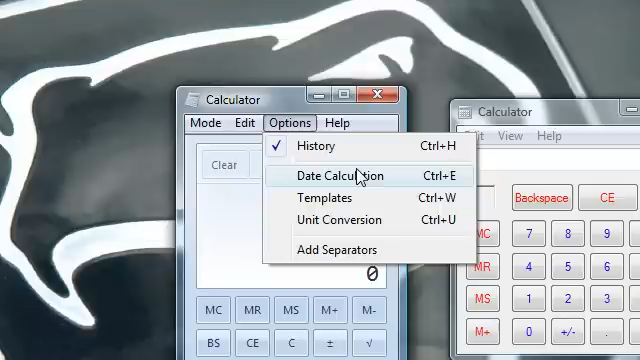 Calculator
Mode Edit Options Help
History Ctrl+H
Date Calculation Ctrl+E
Templates Ctrl+W
Unit Conversion Ctrl+U
Add Separators
Clear
0
MC MR MS M+ M-
BS CE C ± √
Calculator
View Help
Backspace CE
MC 7 8 9
MR 4 5 6
MS 1 2 3
M+ 0 +/- .